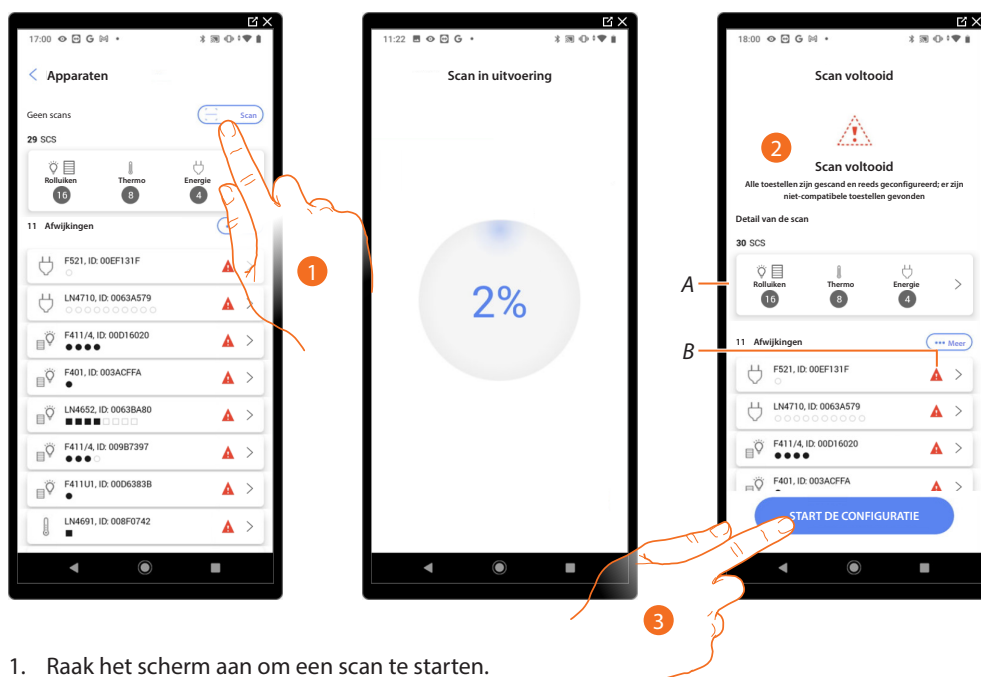 17:00 G
Apparaten
Geen scans
Scan
29 SCS
Rolluiken Thermo Energie
16 8 4
11 Afwijkingen
F521, ID: 00EF131F
LN4710, ID: 0063A579
F411/4, ID: 00D16020
F401, ID: 003ACFFA
LN4652, ID: 0063BA80
F411/4, ID: 009B7397
F411U1, ID: 00D6383B
LN4691, ID: 008F0742
1
11:22 G
Scan in uitvoering
2%
18:00 G
Scan voltooid
2
Scan voltooid
Alle toestellen zijn gescand en reeds geconfigureerd; er zijn
niet-compatibele toestellen gevonden
Detail van de scan
30 SCS
A
Rolluiken Thermo Energie
16 8 4
B
11 Afwijkingen
••• Meer
F521, ID: 00EF131F
LN4710, ID: 0063A579
F411/4, ID: 00D16020
F401, ID: 003ACFFA
START DE CONFIGURATIE
3
1. Raak het scherm aan om een scan te starten.